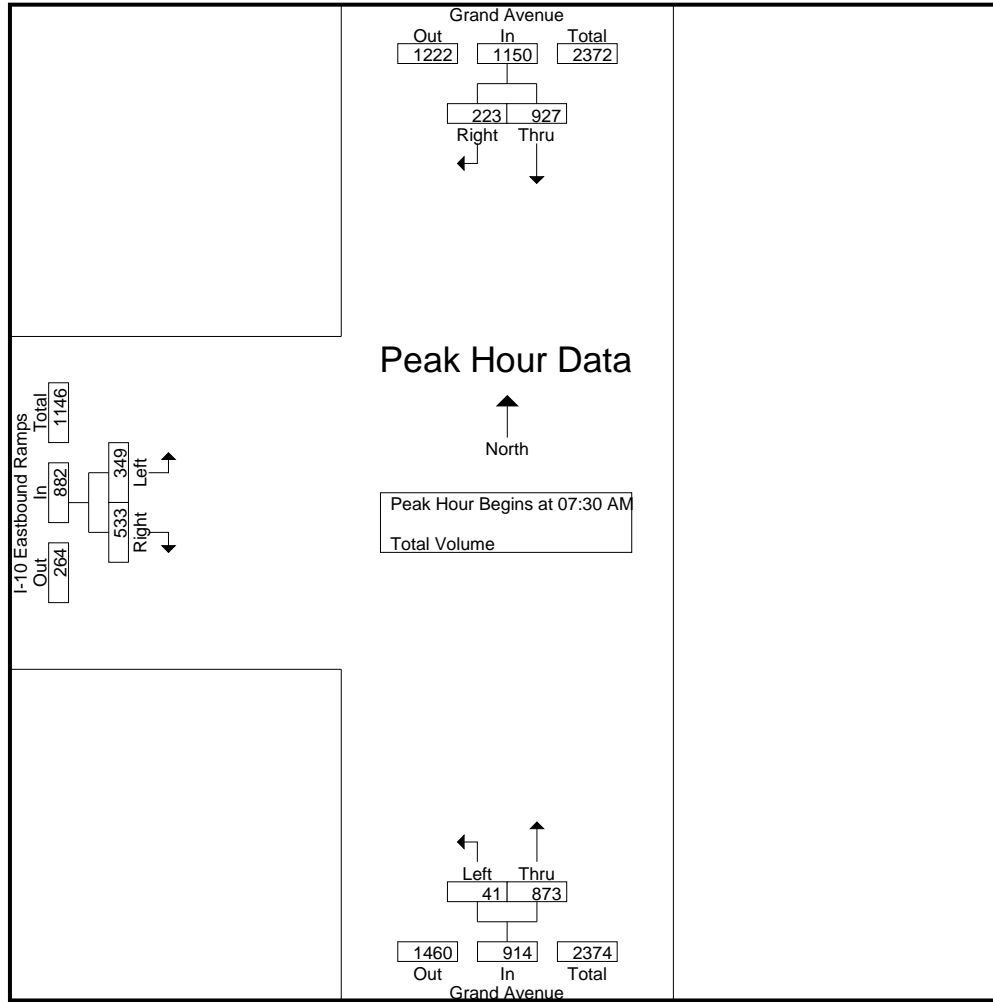 Grand Avenue
Out In Total
1222 1150 2372
223 927
Right Thru
Peak Hour Data
North
Peak Hour Begins at 07:30 AM
Total Volume
I-10 Eastbound Ramps
Out In Total
264 882 1146
533 349
Right Left
Left Thru
41 873
1460 914 2374
Out In Total
Grand Avenue